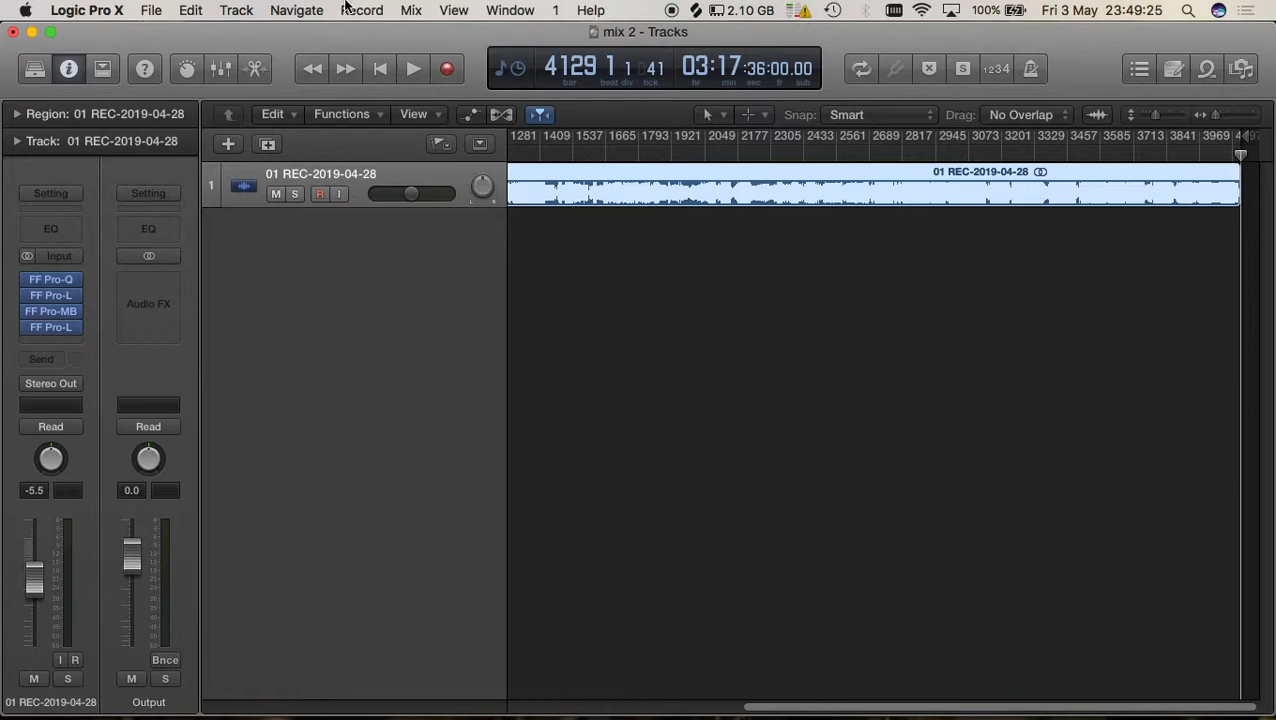 Logic Pro X File Edit Track Navigate Record Mix View Window 1 Help 2.10 GB 100% Fri 3 May 23:49:25
mix 2 - Tracks
4129 1 1 41 03:17:36:00.00
bar beat div tick hr min sec sub
1234
Region: 01 REC-2019-04-28 Edit Functions View Snap: Smart Drag: No Overlap
Track: 01 REC-2019-04-28
1281 1409 1537 1665 1793 1921 2049 2177 2305 2433 2561 2689 2817 2945 3073 3201 3329 3457 3585 3713 3841 3969
1 01 REC-2019-04-28 01 REC-2019-04-28
M S R I L R
Setting Setting
EQ EQ
Input
FF Pro-Q
FF Pro-L
FF Pro-MB
FF Pro-L
Audio FX
Send
Stereo Out
Read Read
-5.5 0.0
I R Bnce
M S M S
01 REC-2019-04-28 Output